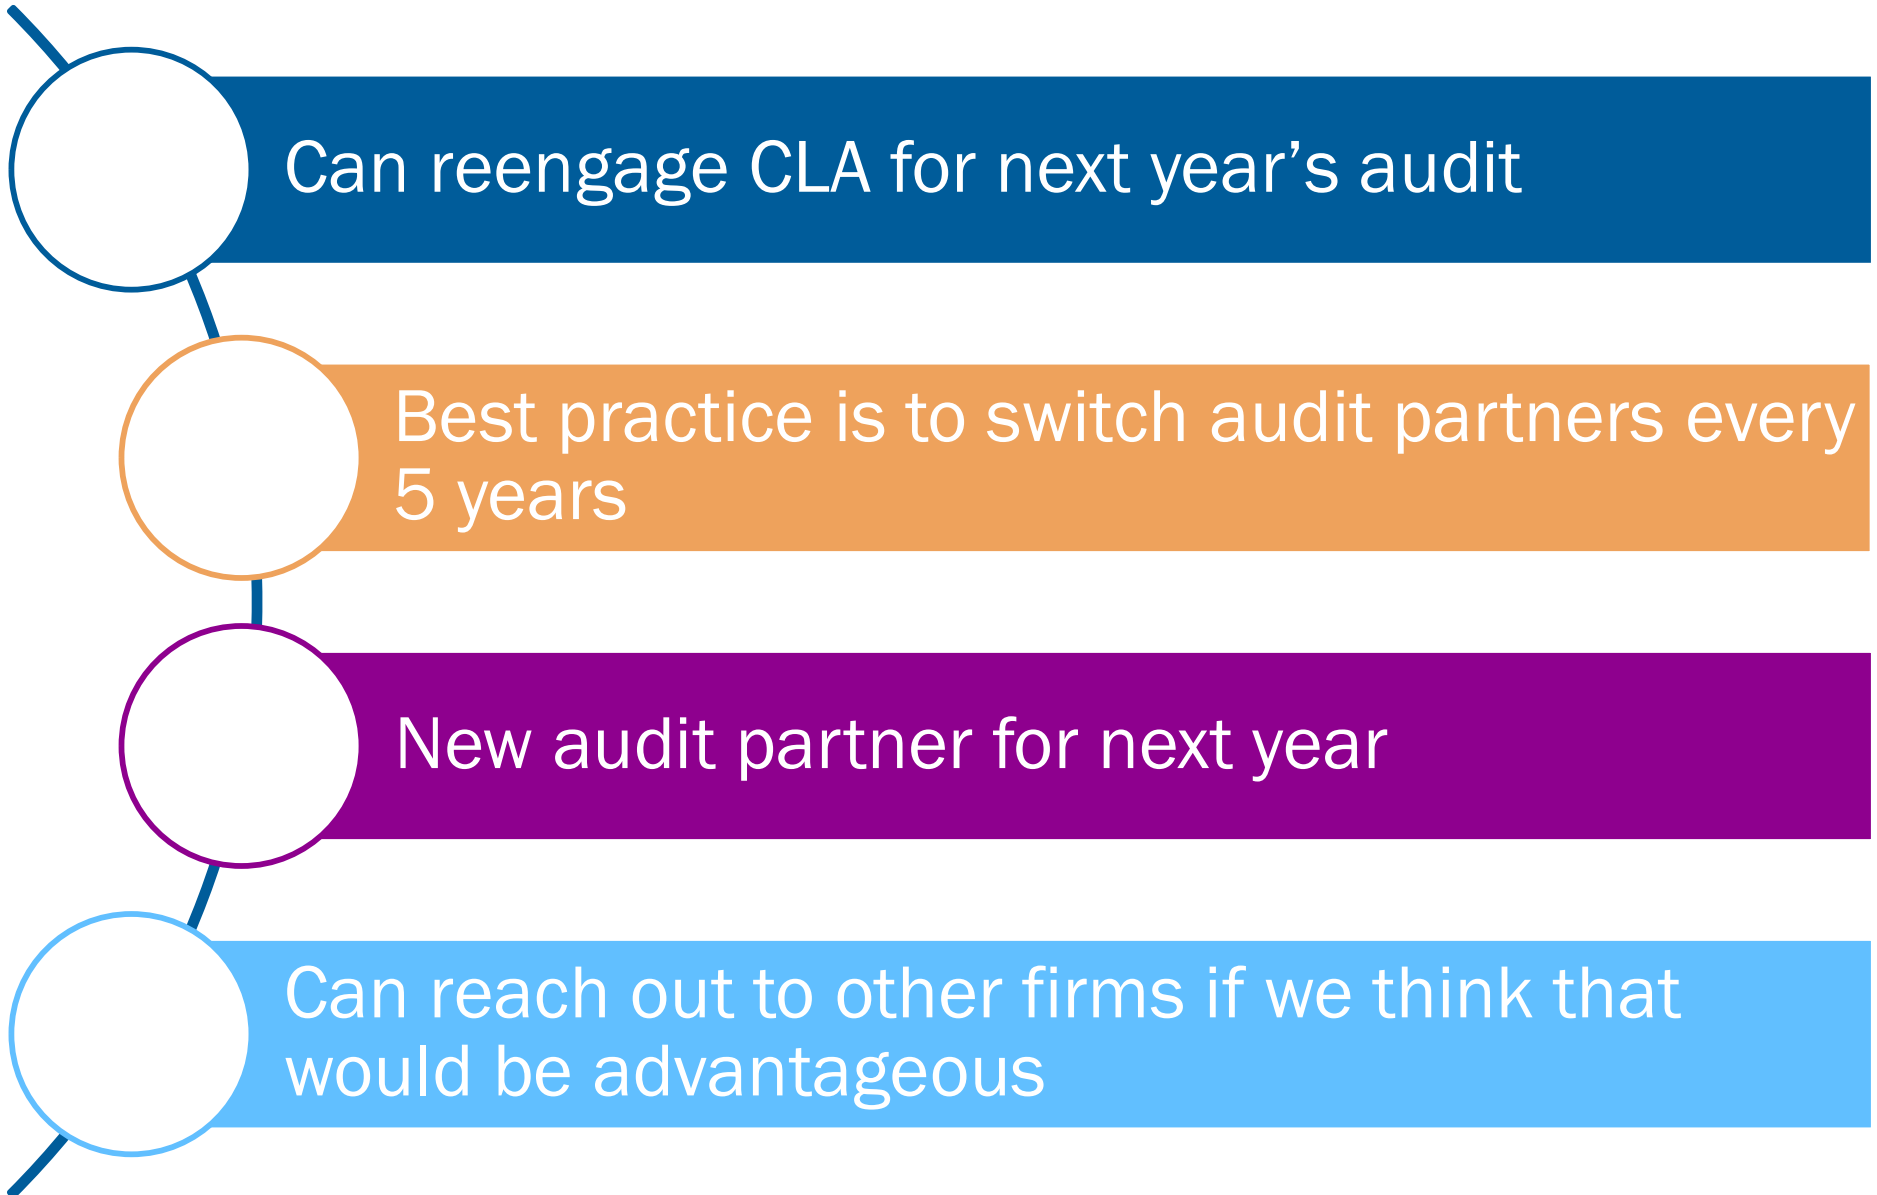 Can reengage CLA for next year’s audit
Best practice is to switch audit partners every
5 years
New audit partner for next year
Can reach out to other firms if we think that
would be advantageous